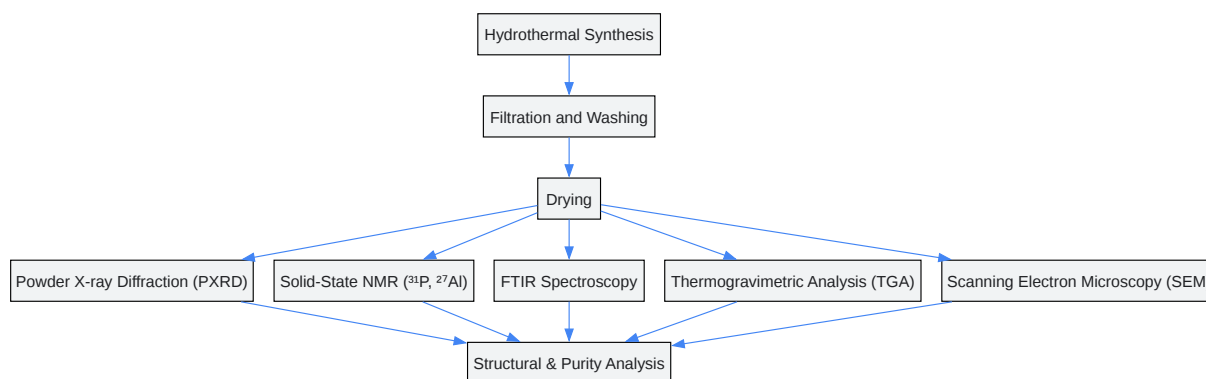 Hydrothermal Synthesis
Filtration and Washing
Drying
Powder X-ray Diffraction (PXRD)
Solid-State NMR (³¹P, ²⁷Al)
FTIR Spectroscopy
Thermogravimetric Analysis (TGA)
Scanning Electron Microscopy (SEM
Structural & Purity Analysis